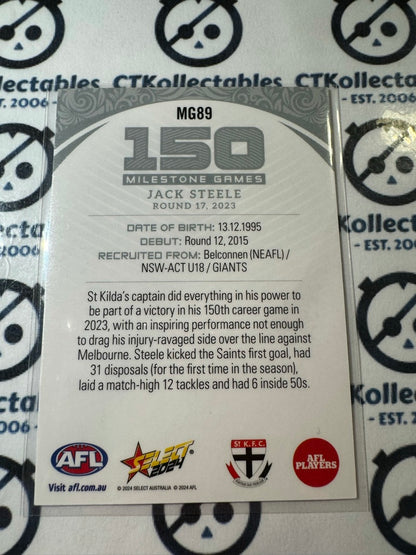 CTKollectables
- EST. 2006 -
MG89
150
MILESTONE GAMES
JACK STEELE
ROUND 17, 2023
DATE OF BIRTH: 13.12.1995
DEBUT: Round 12, 2015
RECRUITED FROM: Belconnen (NEAFL) /
NSW-ACT U18 / GIANTS
St Kilda's captain did everything in his power to
be part of a victory in his 150th career game in
2023, with an inspiring performance not enough
to drag his injury-ravaged side over the line against
Melbourne. Steele kicked the Saints first goal, had
31 disposals (for the first time in the season),
laid a match-high 12 tackles and had 6 inside 50s.
AFL
Visit afl.com.au
SELECT
2024
© 2024 SELECT AUSTRALIA © 2024 AFL
St K.F.C.
AFL
PLAYERS